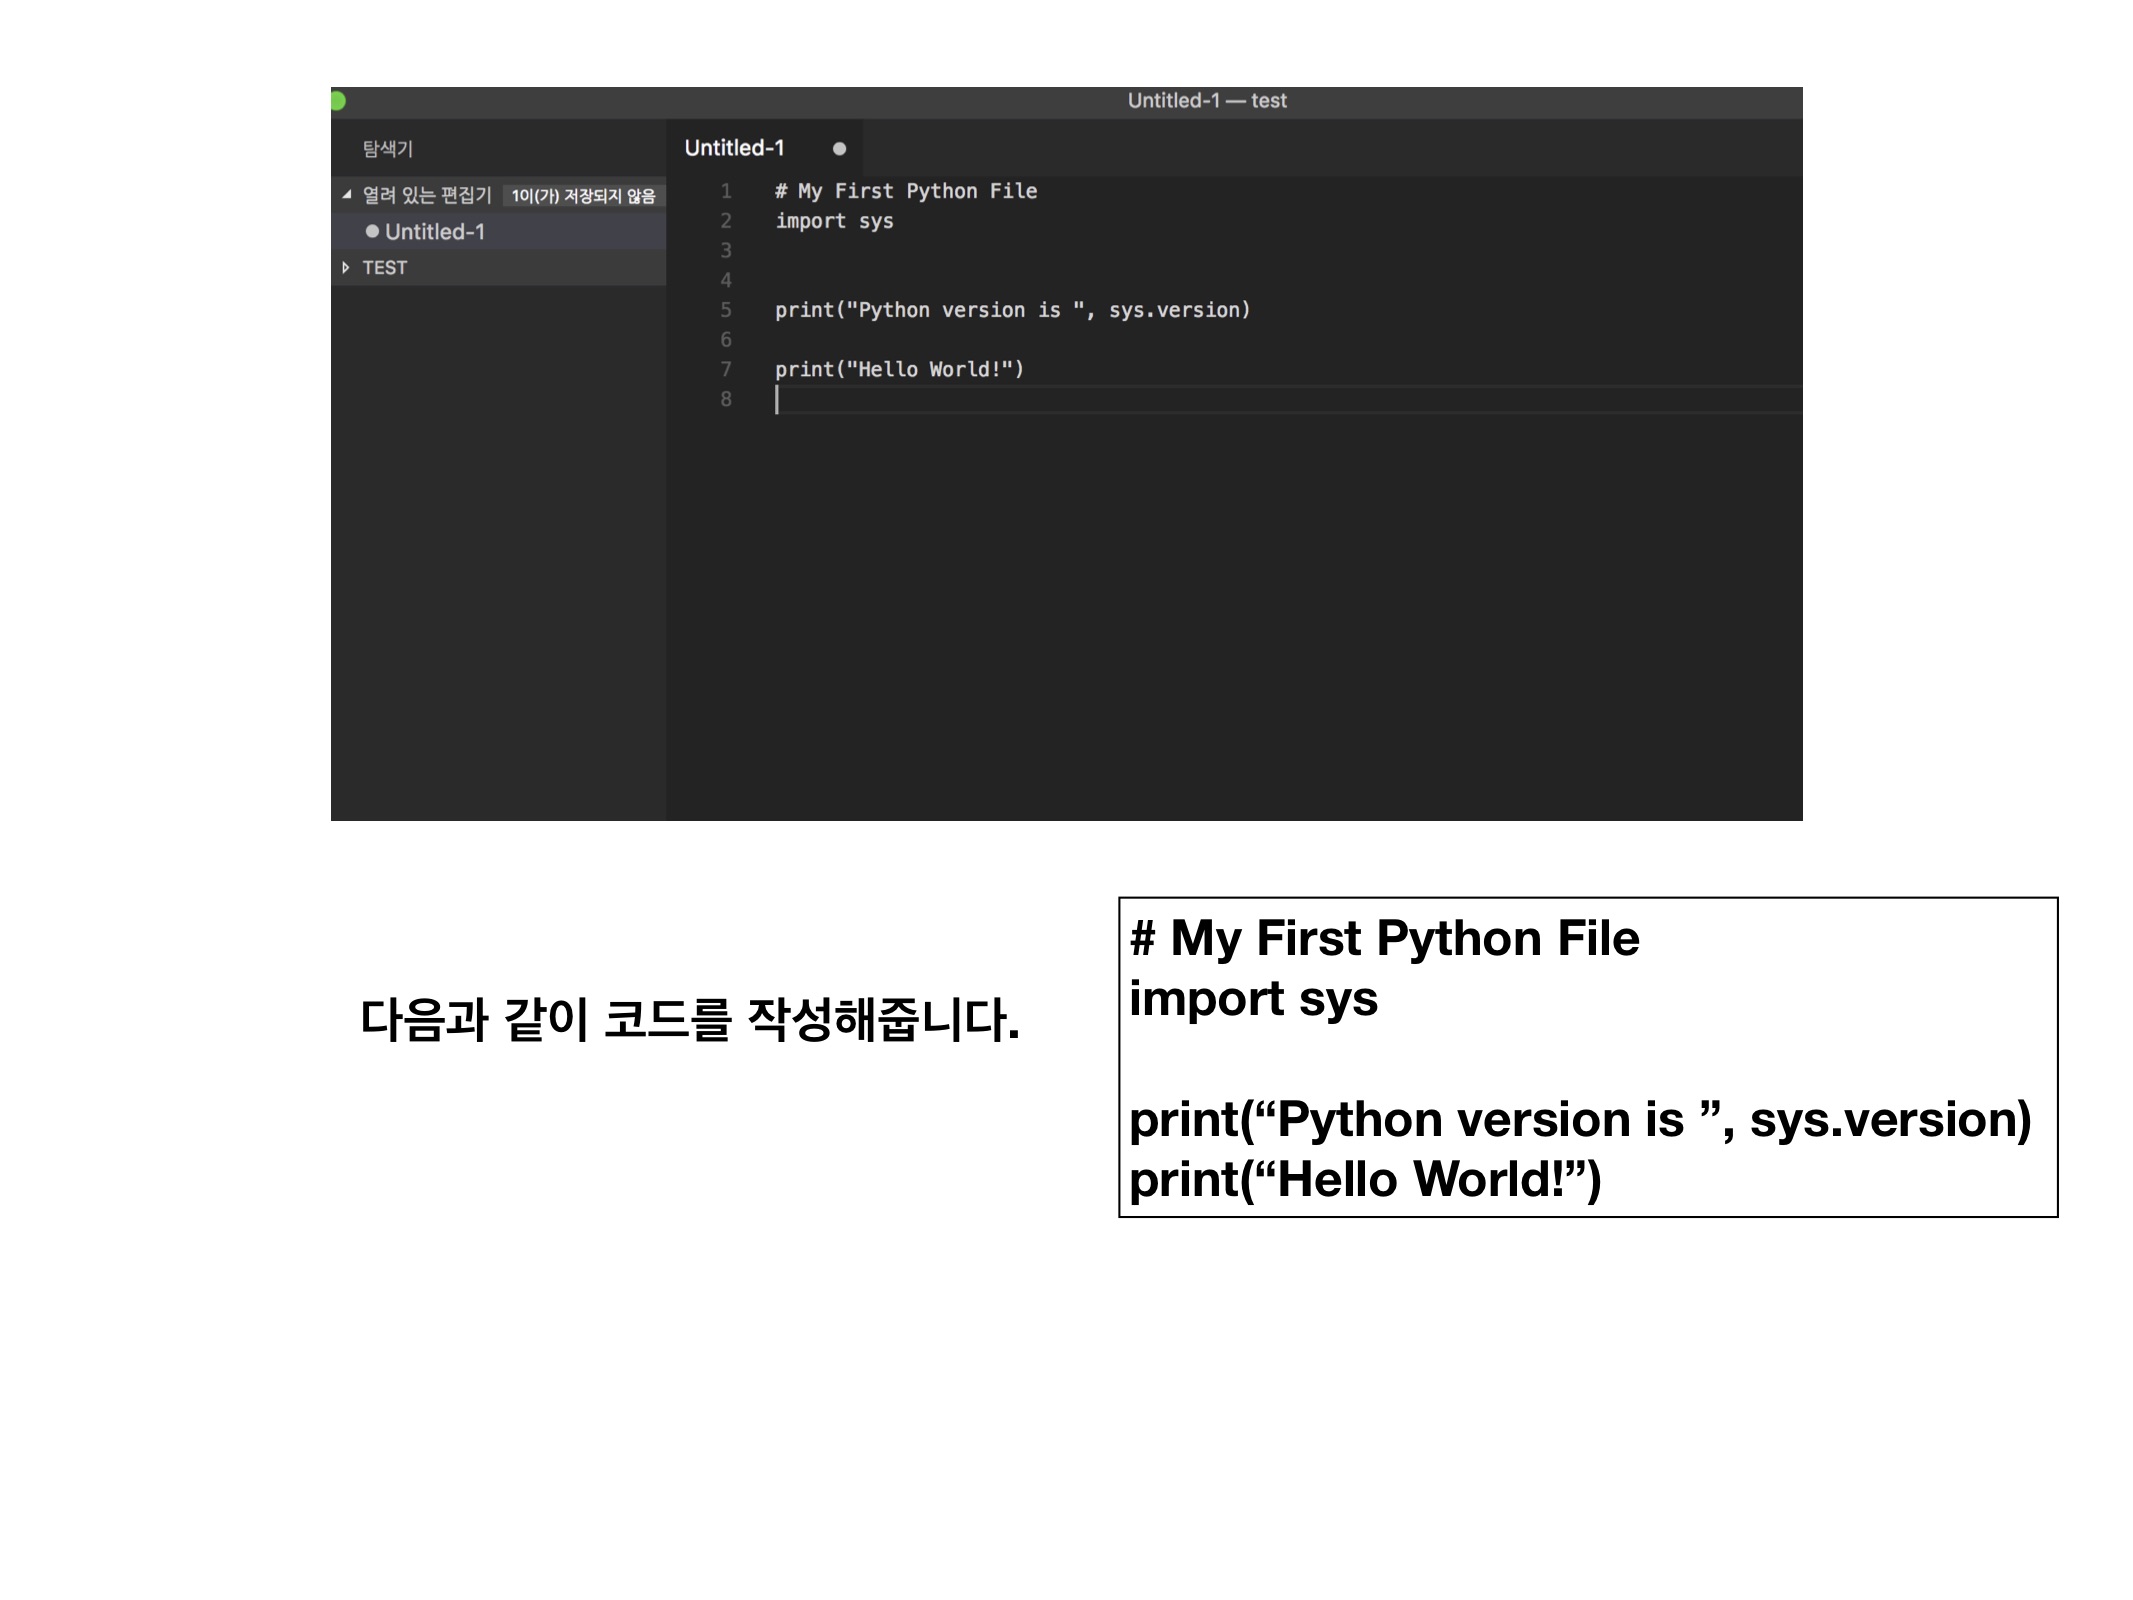 Untitled-1 — test
탐색기
열려 있는 편집기 1이(가) 저장되지 않음
Untitled-1
TEST
Untitled-1
1 # My First Python File
2 import sys
3
4
5 print("Python version is ", sys.version)
6
7 print("Hello World!")
8
다음과 같이 코드를 작성해줍니다.
# My First Python File
import sys
print(“Python version is ”, sys.version)
print(“Hello World!”)